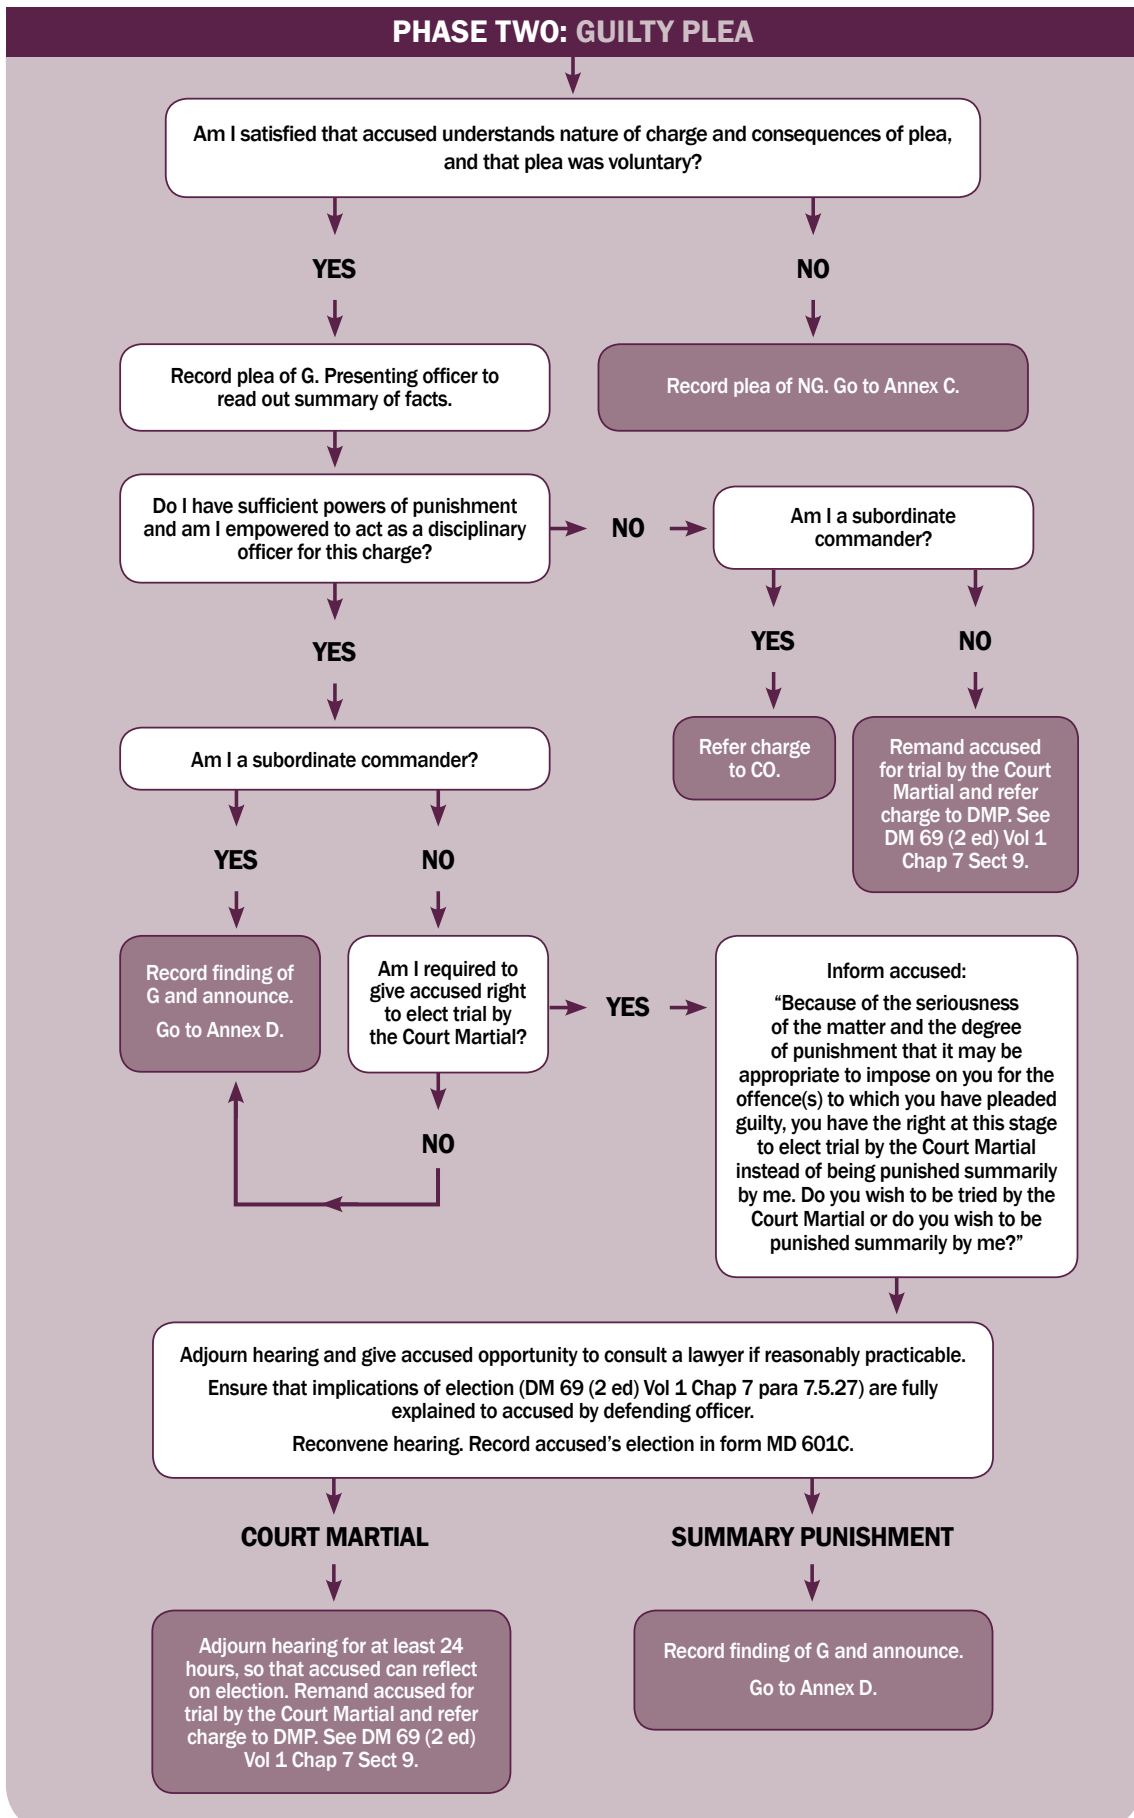 PHASE TWO: GUILTY PLEA
Am I satisfied that accused understands nature of charge and consequences of plea,
and that plea was voluntary?
YES
NO
Record plea of G. Presenting officer to
read out summary of facts.
Record plea of NG. Go to Annex C.
Do I have sufficient powers of punishment
and am I empowered to act as a disciplinary
officer for this charge?
NO
Am I a subordinate
commander?
YES
YES
NO
Am I a subordinate commander?
Refer charge
to CO.
Remand accused
for trial by the Court
Martial and refer
charge to DMP. See
DM 69 (2 ed) Vol 1
Chap 7 Sect 9.
YES
NO
Record finding of
G and announce.
Go to Annex D.
Am I required to
give accused right
to elect trial by
the Court Martial?
YES
Inform accused:
“Because of the seriousness
of the matter and the degree
of punishment that it may be
appropriate to impose on you for the
offence(s) to which you have pleaded
guilty, you have the right at this stage
to elect trial by the Court Martial
instead of being punished summarily
by me. Do you wish to be tried by the
Court Martial or do you wish to be
punished summarily by me?”
NO
Adjourn hearing and give accused opportunity to consult a lawyer if reasonably practicable.
Ensure that implications of election (DM 69 (2 ed) Vol 1 Chap 7 para 7.5.27) are fully
explained to accused by defending officer.
Reconvene hearing. Record accused’s election in form MD 601C.
COURT MARTIAL
SUMMARY PUNISHMENT
Adjourn hearing for at least 24
hours, so that accused can reflect
on election. Remand accused for
trial by the Court Martial and refer
charge to DMP. See DM 69 (2 ed)
Vol 1 Chap 7 Sect 9.
Record finding of G and announce.
Go to Annex D.